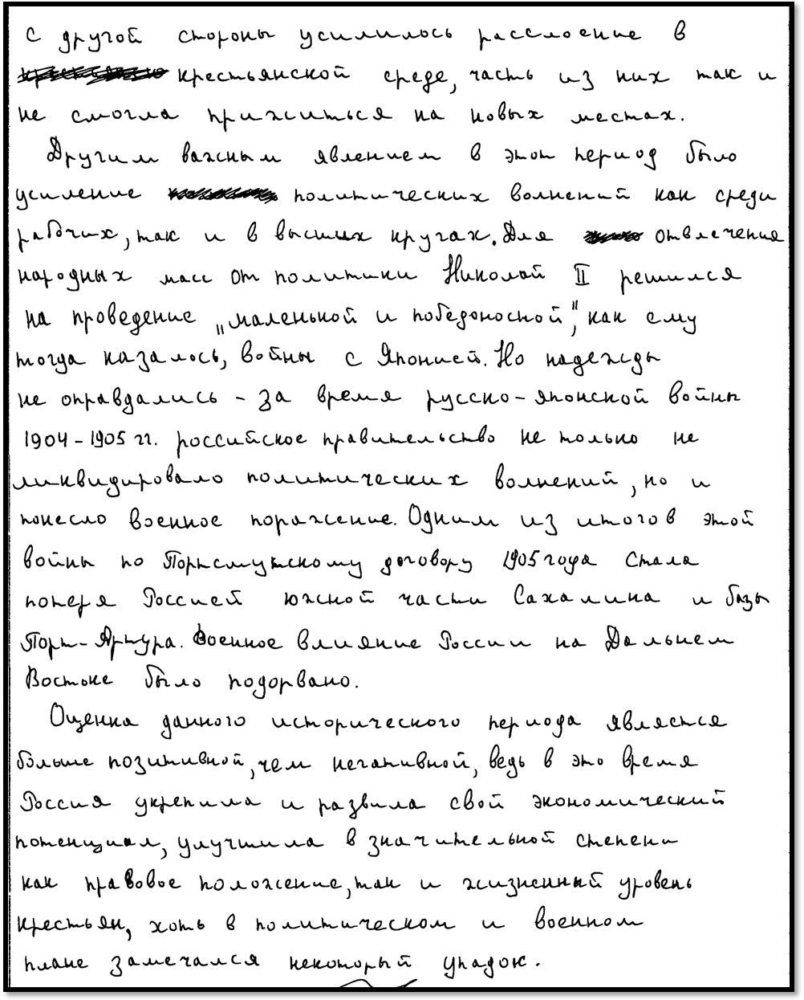 с другой стороны усилилось расслоение в
крестьянской среде, часть из них так и
не смогла прижиться на новых местах.
Другим важным явлением в этот период было
усиление политических волнений как среди
рабочих, так и в высших кругах. Для отвлечения
народных масс от политики Николай II решился
на проведение „маленькой и победоносной", как ему
тогда казалось, войны с Японией. Но надежды
не оправдались – за время русско-японской войны
1904-1905 гг. российское правительство не только не
ликвидировало политических волнений, но и
понесло военное поражение. Одним из итогов этой
войны по Портсмутскому договору 1905 года стала
потеря Россией южной части Сахалина и базы
Порт-Артура. Военное влияние России на Дальнем
Востоке было подорвано.
Оценка данного исторического периода является
больше позитивной, чем негативной, ведь в это время
Россия укрепила и развила свой экономический
потенциал, улучшила в значительной степени
как правовое положение, так и жизненный уровень
крестьян, хоть в политическом и военном
плане замечался некоторый упадок.